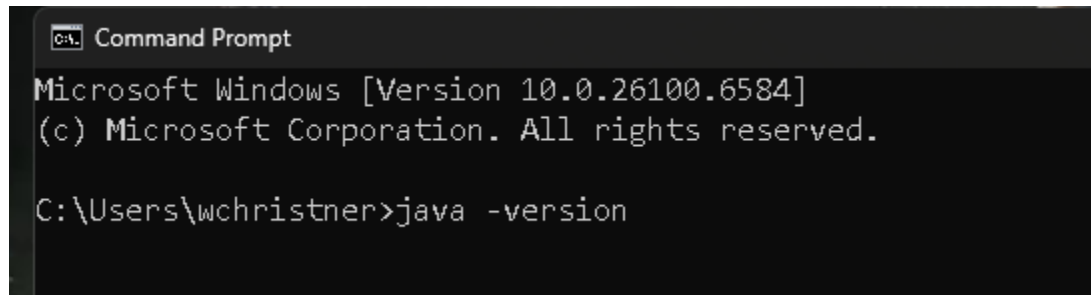 Command Prompt
Microsoft Windows [Version 10.0.26100.6584]
(c) Microsoft Corporation. All rights reserved.
C:\Users\wchristner>java -version